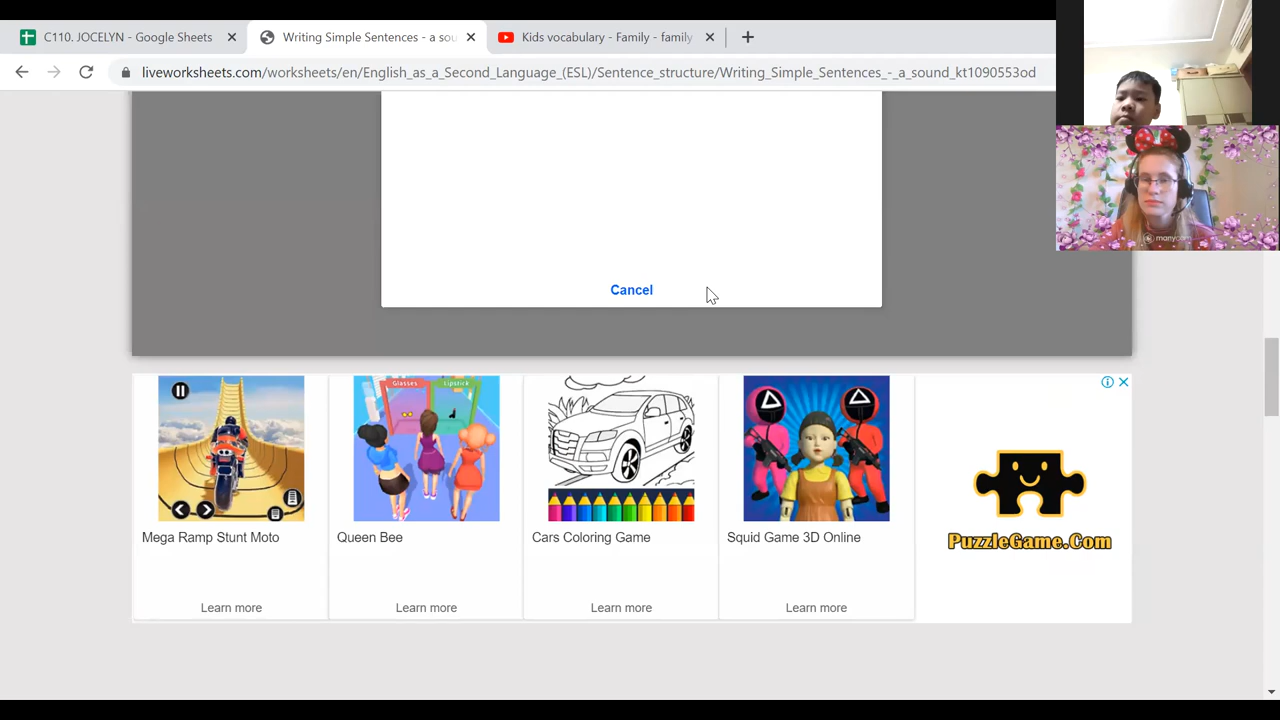 C110. JOCELYN - Google Sheets
Writing Simple Sentences - a sou
Kids vocabulary - Family - family
liveworksheets.com/worksheets/en/English_as_a_Second_Language_(ESL)/Sentence_structure/Writing_Simple_Sentences_-_a_sound_kt1090553od
manycam
Cancel
Glasses Lipstick
Mega Ramp Stunt Moto
Queen Bee
Cars Coloring Game
Squid Game 3D Online
PuzzleGame.Com
Learn more
Learn more
Learn more
Learn more